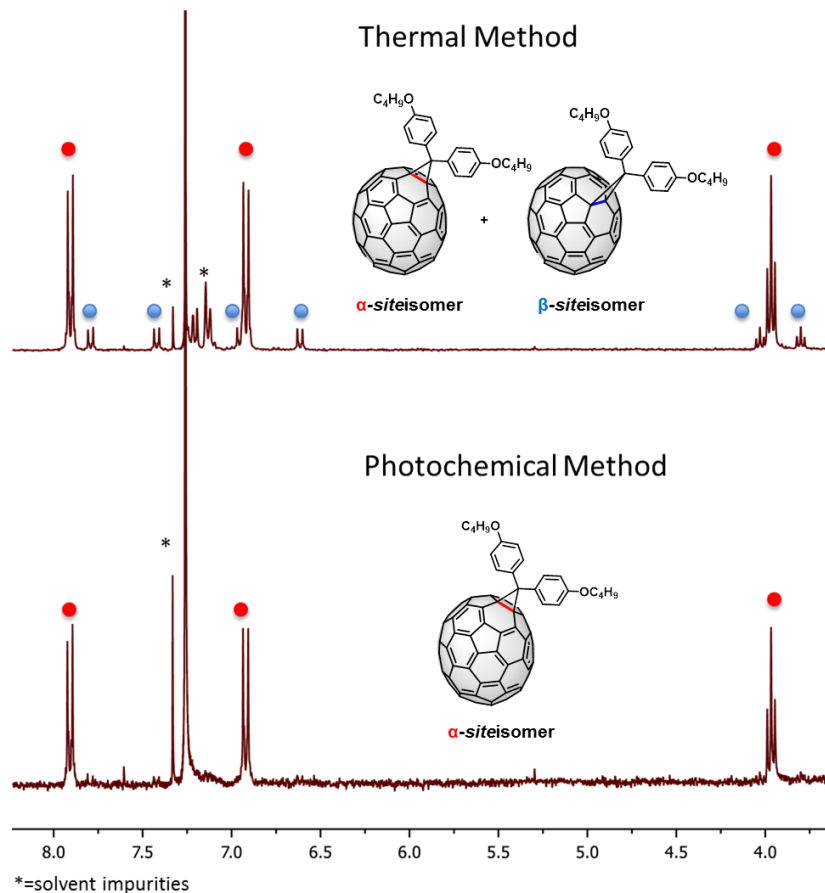 Thermal Method
C4H9O
C4H9O
OC4H9
OC4H9
+
α-siteisomer
β-siteisomer
*
*
Photochemical Method
C4H9O
OC4H9
*
α-siteisomer
8.0 7.5 7.0 6.5 6.0 5.5 5.0 4.5 4.0
*=solvent impurities